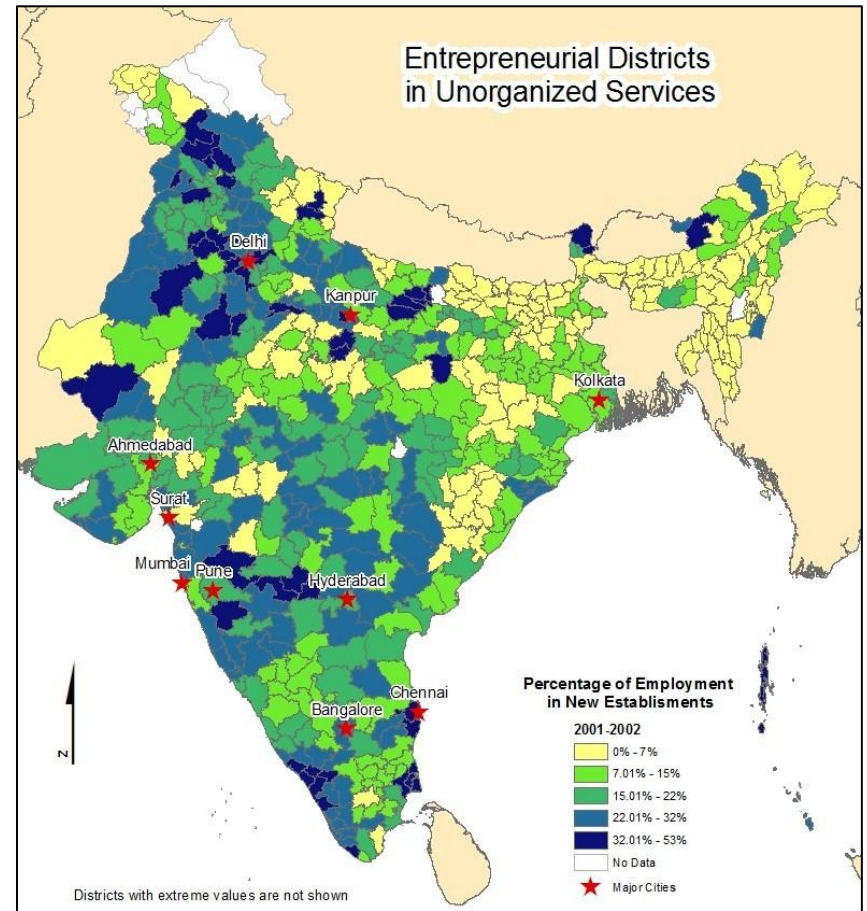 Entrepreneurial Districts
in Unorganized Services
Delhi
Kanpur
Kolkata
Ahmedabad
Surat
Mumbai
Pune
Hyderabad
Chennai
Bangalore
Percentage of Employment
in New Establisments
2001-2002
0% - 7%
7.01% - 15%
15.01% - 22%
22.01% - 32%
32.01% - 53%
No Data
Major Cities
N
Districts with extreme values are not shown